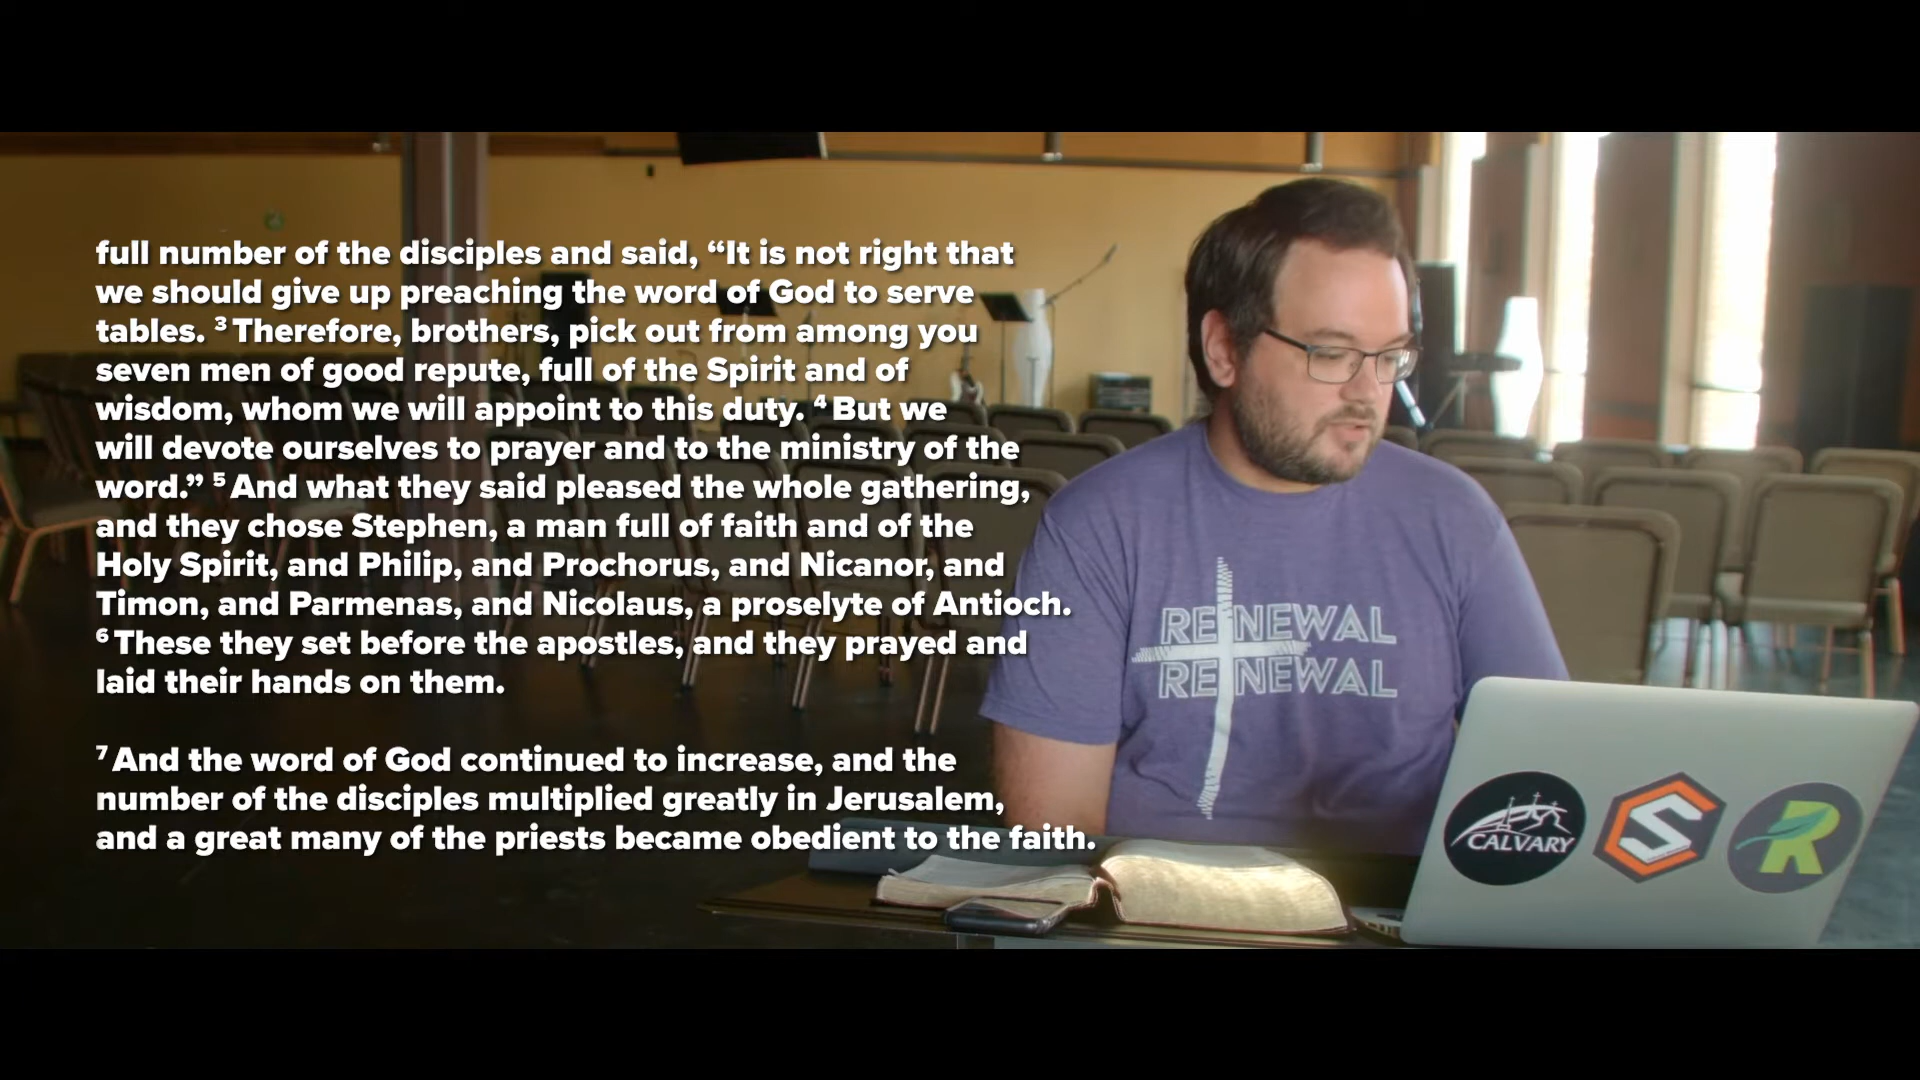 full number of the disciples and said, “It is not right that
we should give up preaching the word of God to serve
tables. ³ Therefore, brothers, pick out from among you
seven men of good repute, full of the Spirit and of
wisdom, whom we will appoint to this duty. ⁴ But we
will devote ourselves to prayer and to the ministry of the
word.” ⁵ And what they said pleased the whole gathering,
and they chose Stephen, a man full of faith and of the
Holy Spirit, and Philip, and Prochorus, and Nicanor, and
Timon, and Parmenas, and Nicolaus, a proselyte of Antioch.
⁶ These they set before the apostles, and they prayed and
laid their hands on them.
⁷ And the word of God continued to increase, and the
number of the disciples multiplied greatly in Jerusalem,
and a great many of the priests became obedient to the faith.
RENEWAL
RENEWAL
CALVARY
S
R